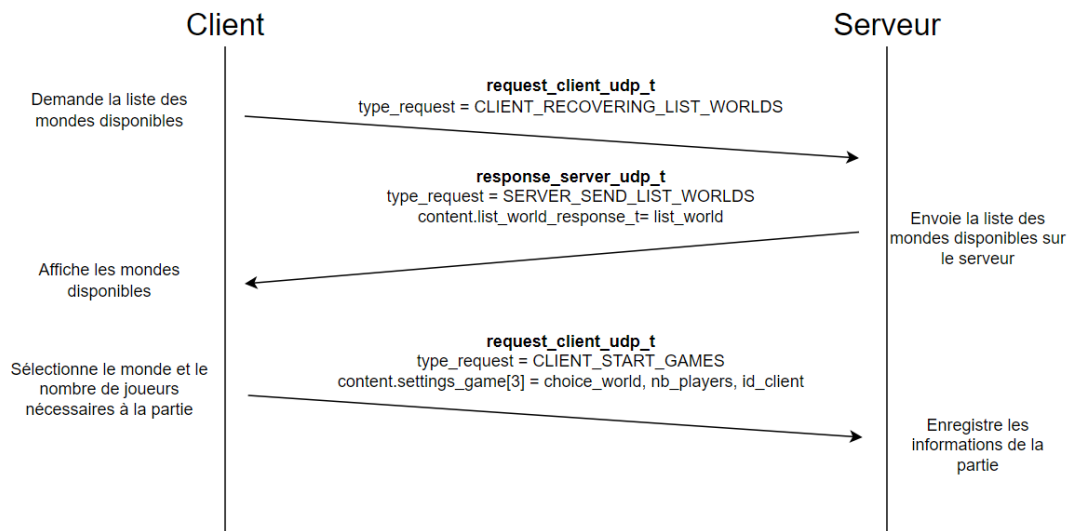 Client
Serveur
Demande la liste des
mondes disponibles
request_client_udp_t
type_request = CLIENT_RECOVERING_LIST_WORLDS
response_server_udp_t
type_request = SERVER_SEND_LIST_WORLDS
content.list_world_response_t= list_world
Envoie la liste des
mondes disponibles sur
le serveur
Affiche les mondes
disponibles
request_client_udp_t
type_request = CLIENT_START_GAMES
content.settings_game[3] = choice_world, nb_players, id_client
Sélectionne le monde et le
nombre de joueurs
nécessaires à la partie
Enregistre les
informations de la
partie